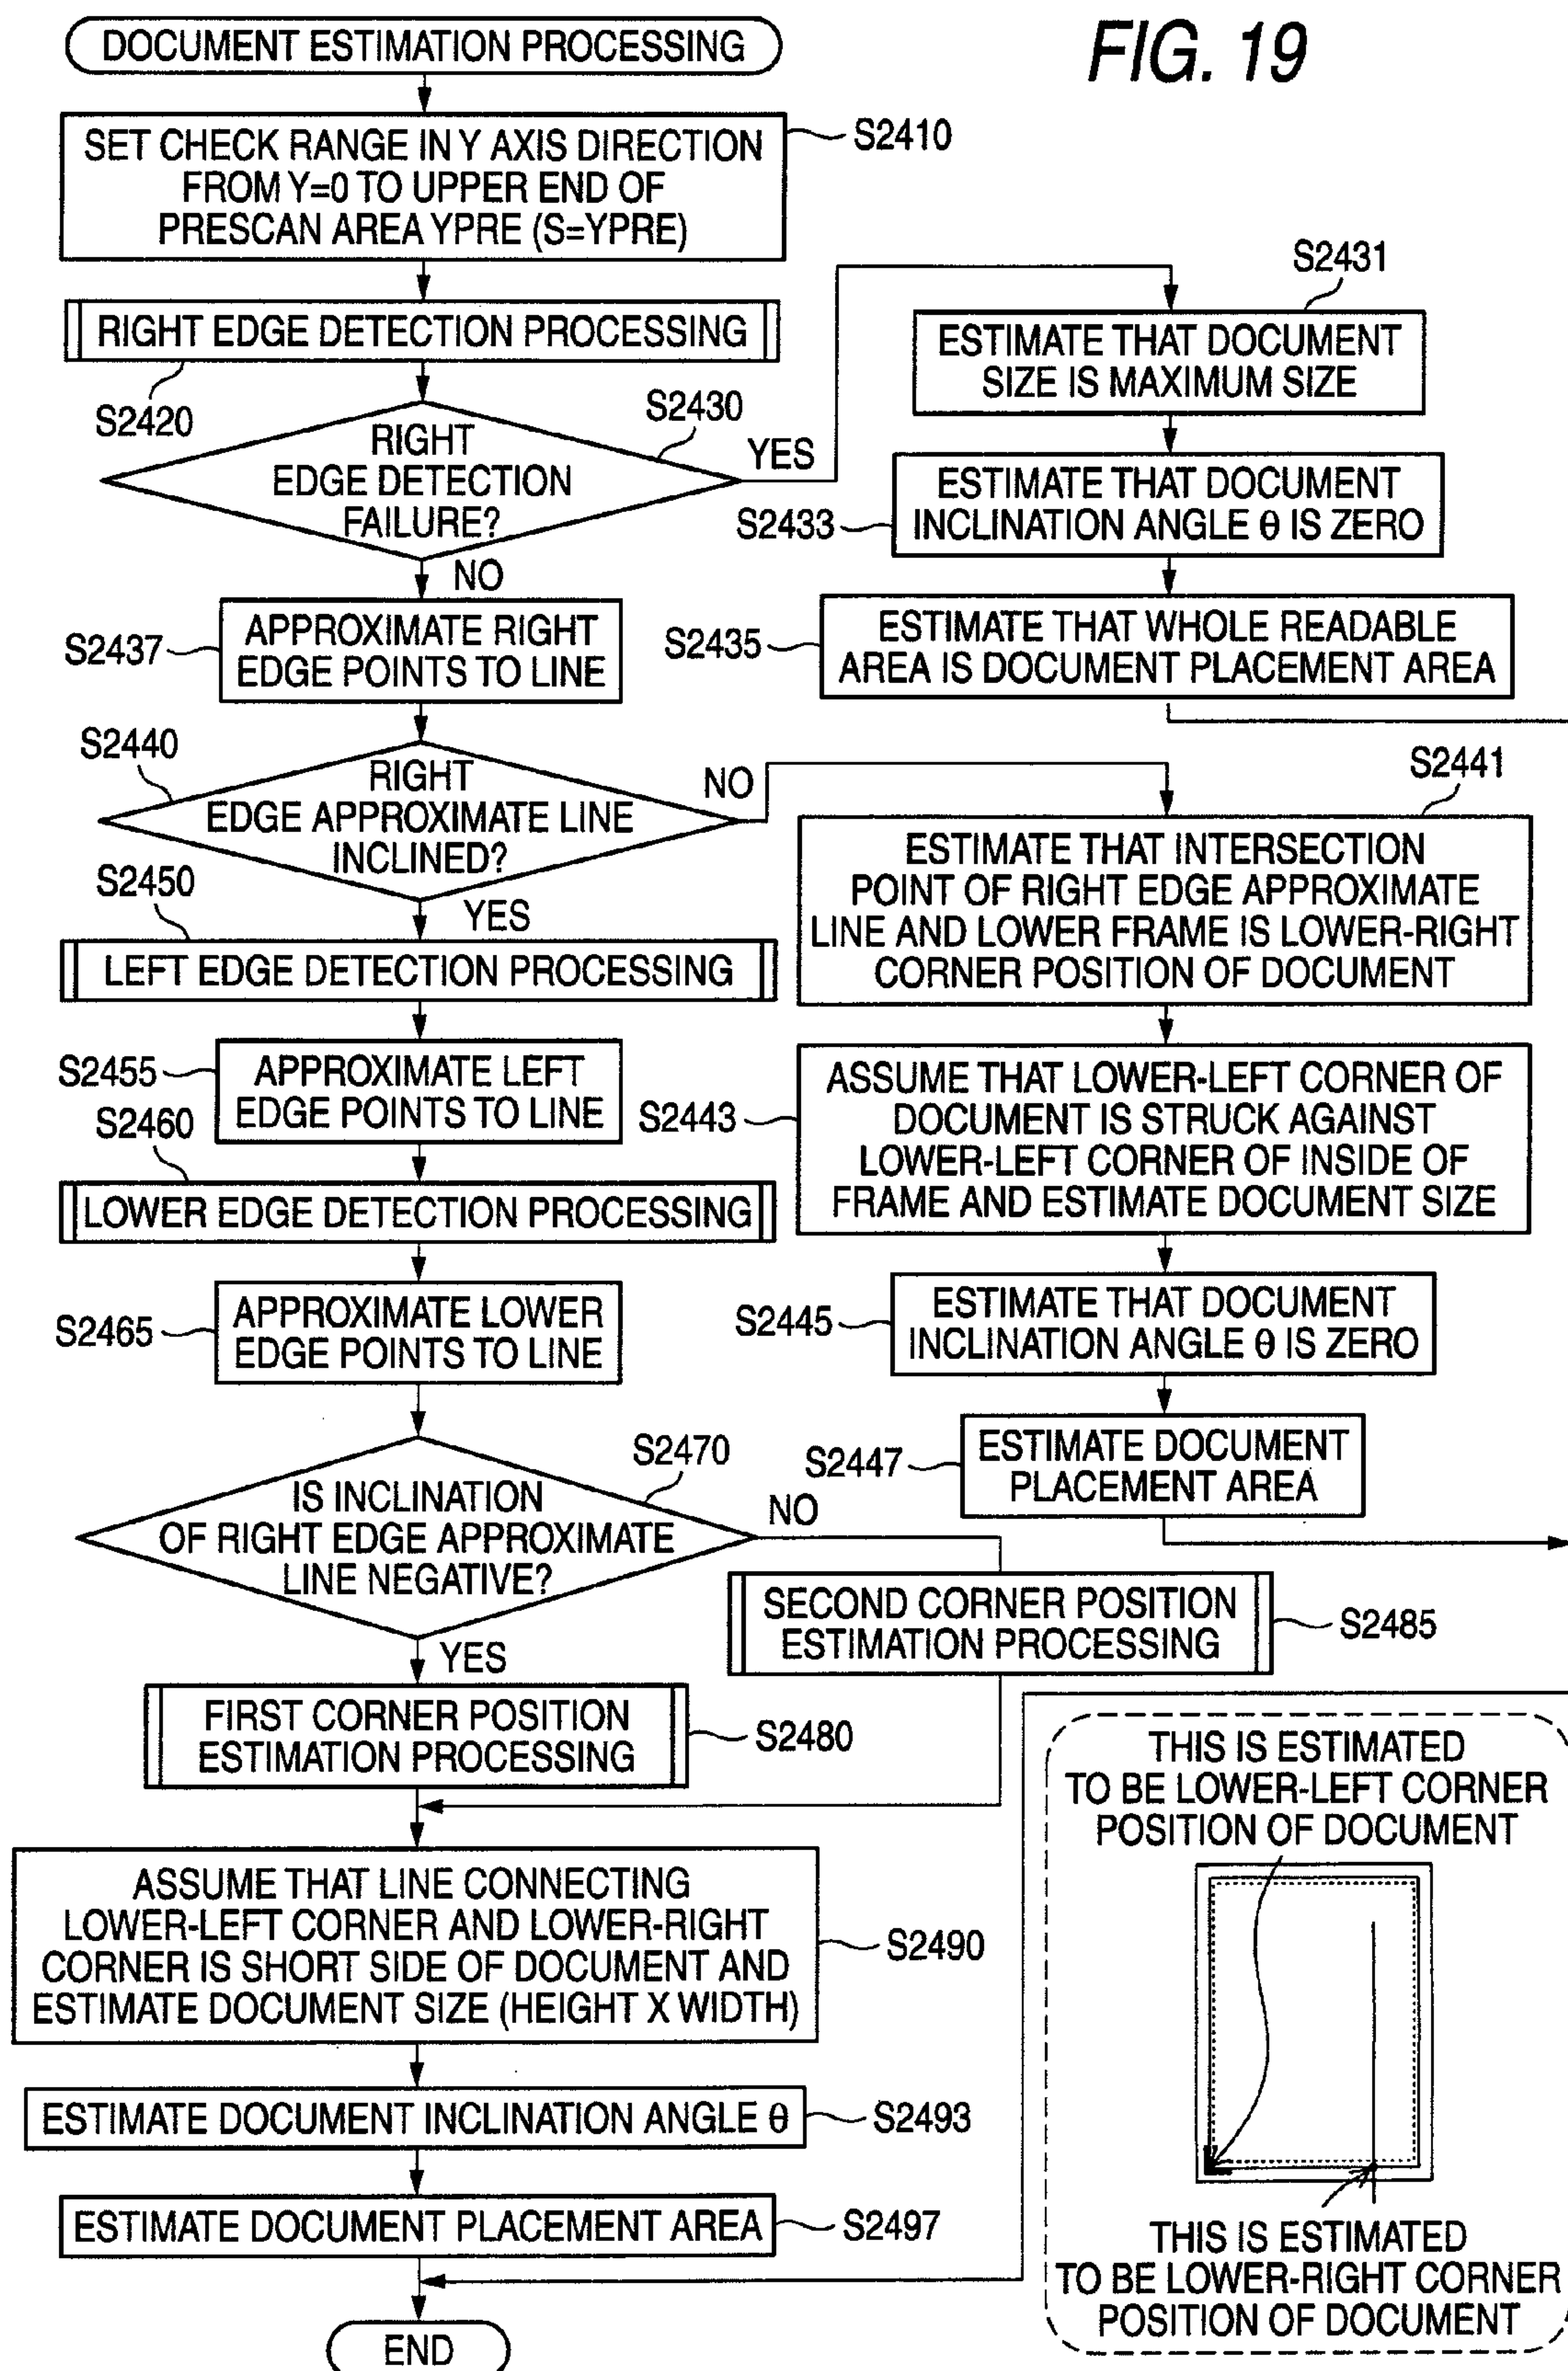 FIG. 19
DOCUMENT ESTIMATION PROCESSING
SET CHECK RANGE IN Y AXIS DIRECTION
FROM Y=0 TO UPPER END OF
PRESCAN AREA YPRE (S=YPRE)
S2410
RIGHT EDGE DETECTION PROCESSING
S2420
RIGHT
EDGE DETECTION
FAILURE?
S2430
YES
NO
S2431
ESTIMATE THAT DOCUMENT
SIZE IS MAXIMUM SIZE
S2433
ESTIMATE THAT DOCUMENT
INCLINATION ANGLE θ IS ZERO
S2435
ESTIMATE THAT WHOLE READABLE
AREA IS DOCUMENT PLACEMENT AREA
S2437
APPROXIMATE RIGHT
EDGE POINTS TO LINE
S2440
RIGHT
EDGE APPROXIMATE LINE
INCLINED?
NO
YES
S2441
ESTIMATE THAT INTERSECTION
POINT OF RIGHT EDGE APPROXIMATE
LINE AND LOWER FRAME IS LOWER-RIGHT
CORNER POSITION OF DOCUMENT
S2443
ASSUME THAT LOWER-LEFT CORNER OF
DOCUMENT IS STRUCK AGAINST
LOWER-LEFT CORNER OF INSIDE OF
FRAME AND ESTIMATE DOCUMENT SIZE
S2445
ESTIMATE THAT DOCUMENT
INCLINATION ANGLE θ IS ZERO
S2447
ESTIMATE DOCUMENT
PLACEMENT AREA
S2450
LEFT EDGE DETECTION PROCESSING
S2455
APPROXIMATE LEFT
EDGE POINTS TO LINE
S2460
LOWER EDGE DETECTION PROCESSING
S2465
APPROXIMATE LOWER
EDGE POINTS TO LINE
S2470
IS INCLINATION
OF RIGHT EDGE APPROXIMATE
LINE NEGATIVE?
NO
YES
SECOND CORNER POSITION
ESTIMATION PROCESSING
S2485
FIRST CORNER POSITION
ESTIMATION PROCESSING
S2480
ASSUME THAT LINE CONNECTING
LOWER-LEFT CORNER AND LOWER-RIGHT
CORNER IS SHORT SIDE OF DOCUMENT AND
ESTIMATE DOCUMENT SIZE (HEIGHT X WIDTH)
S2490
ESTIMATE DOCUMENT INCLINATION ANGLE θ
S2493
ESTIMATE DOCUMENT PLACEMENT AREA
S2497
END
THIS IS ESTIMATED
TO BE LOWER-LEFT CORNER
POSITION OF DOCUMENT
THIS IS ESTIMATED
TO BE LOWER-RIGHT CORNER
POSITION OF DOCUMENT